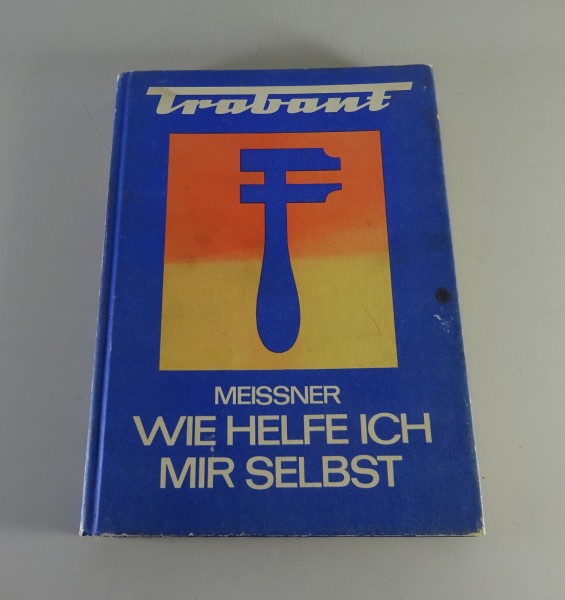 Trabant
MEISSNER
WIE HELFE ICH
MIR SELBST